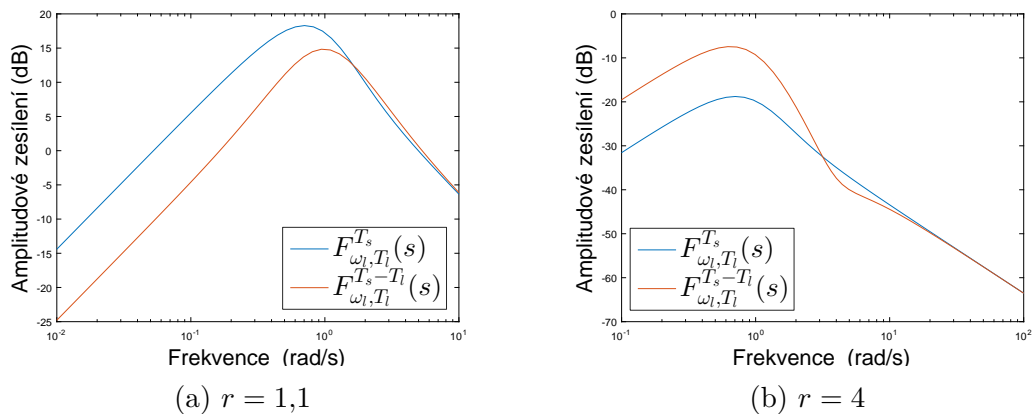 20
15
10
5
0
-5
-10
-15
-20
-25
10^-2
10^-1
10^0
10^1
Amplitudové zesílení (dB)
Frekvence (rad/s)
F^{T_s}_{ω_l,T_l}(s)
F^{T_s−T_l}_{ω_l,T_l}(s)
(a) r = 1,1
0
-10
-20
-30
-40
-50
-60
-70
10^-1
10^0
10^1
10^2
Amplitudové zesílení (dB)
Frekvence (rad/s)
F^{T_s}_{ω_l,T_l}(s)
F^{T_s−T_l}_{ω_l,T_l}(s)
(b) r = 4